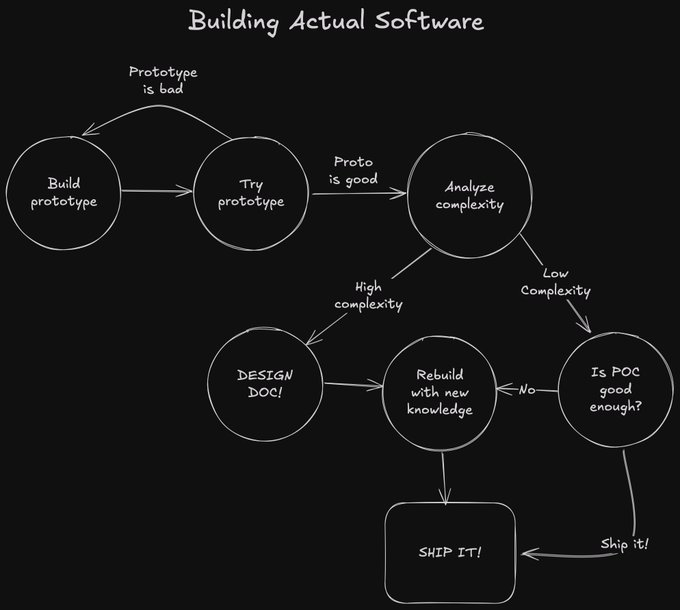 Building Actual Software
Prototype
is bad
Build
prototype
Try
prototype
Proto
is good
Analyze
complexity
High
complexity
Low
Complexity
DESIGN
DOC!
Rebuild
with new
knowledge
No
Is POC
good
enough?
SHIP IT!
Ship it!